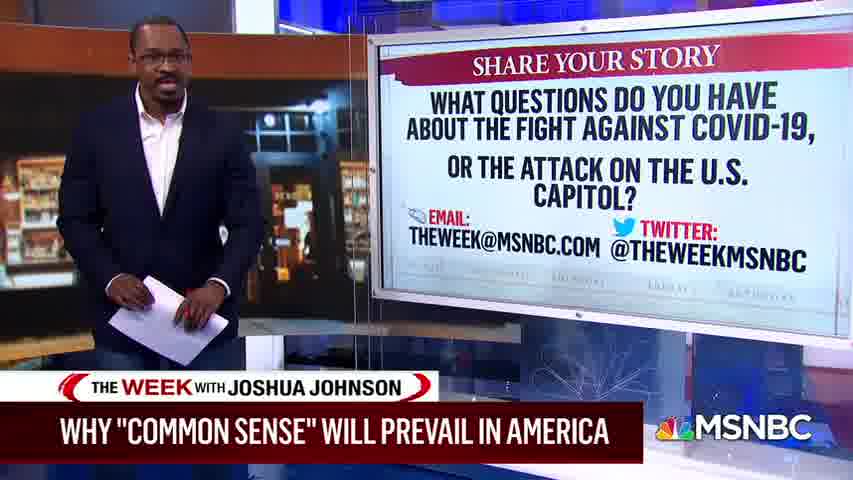 SHARE YOUR STORY
WHAT QUESTIONS DO YOU HAVE
ABOUT THE FIGHT AGAINST COVID-19,
OR THE ATTACK ON THE U.S.
CAPITOL?
EMAIL:
THEWEEK@MSNBC.COM
TWITTER:
@THEWEEKMSNBC
THE WEEK WITH JOSHUA JOHNSON
WHY "COMMON SENSE" WILL PREVAIL IN AMERICA
MSNBC